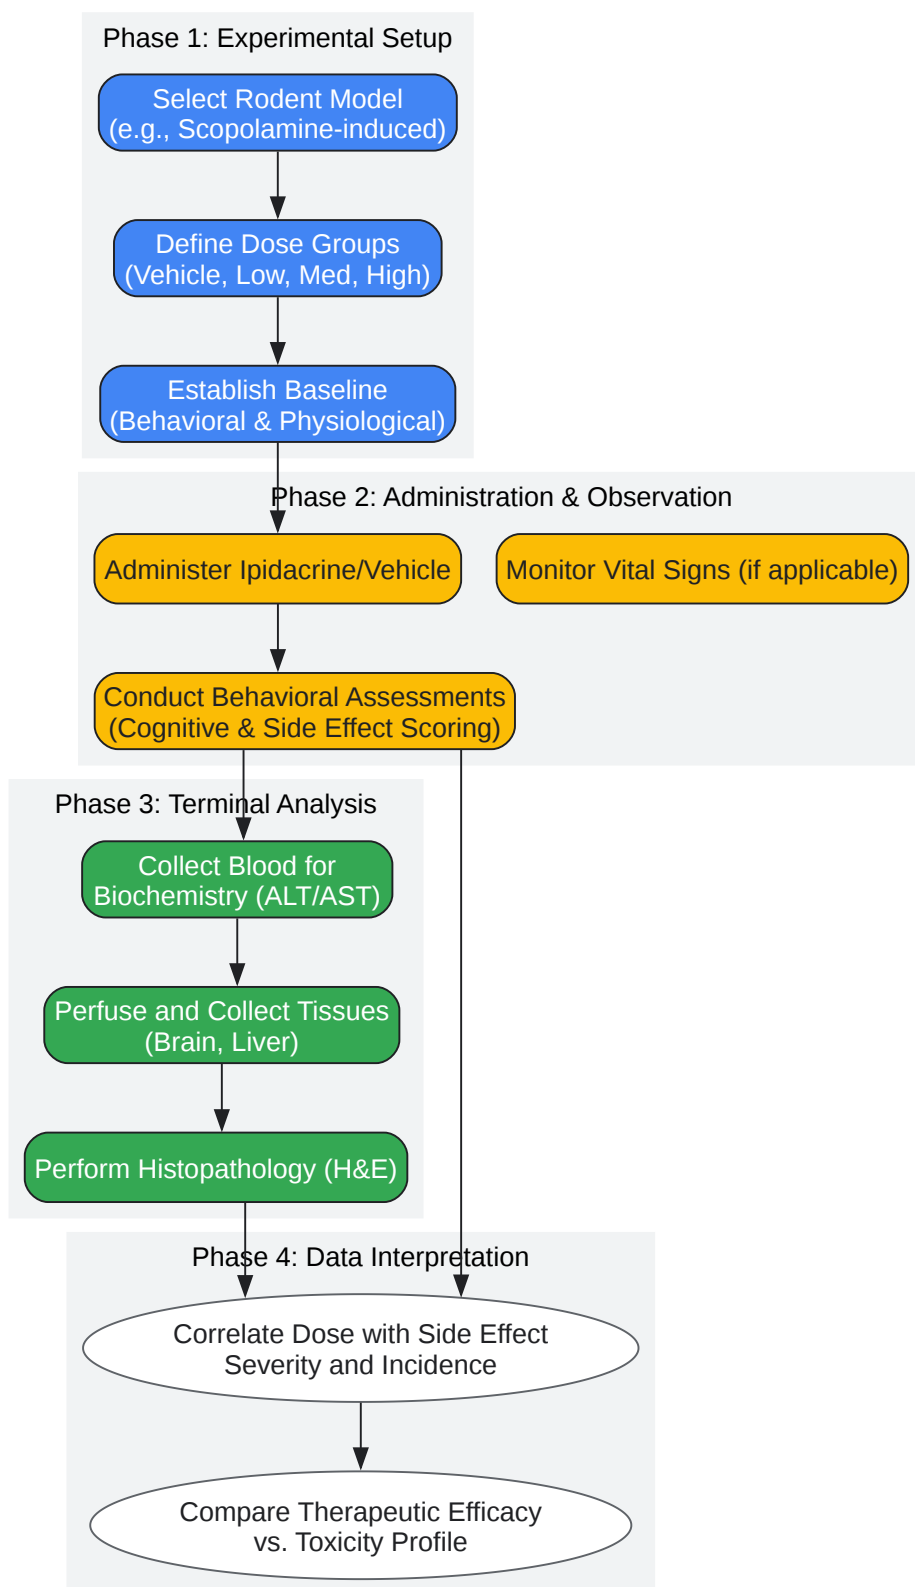 Phase 1: Experimental Setup
Select Rodent Model
(e.g., Scopolamine-induced)
Define Dose Groups
(Vehicle, Low, Med, High)
Establish Baseline
(Behavioral & Physiological)
Phase 2: Administration & Observation
Administer Ipidacrine/Vehicle
Monitor Vital Signs (if applicable)
Conduct Behavioral Assessments
(Cognitive & Side Effect Scoring)
Phase 3: Terminal Analysis
Collect Blood for
Biochemistry (ALT/AST)
Perfuse and Collect Tissues
(Brain, Liver)
Perform Histopathology (H&E)
Phase 4: Data Interpretation
Correlate Dose with Side Effect
Severity and Incidence
Compare Therapeutic Efficacy
vs. Toxicity Profile